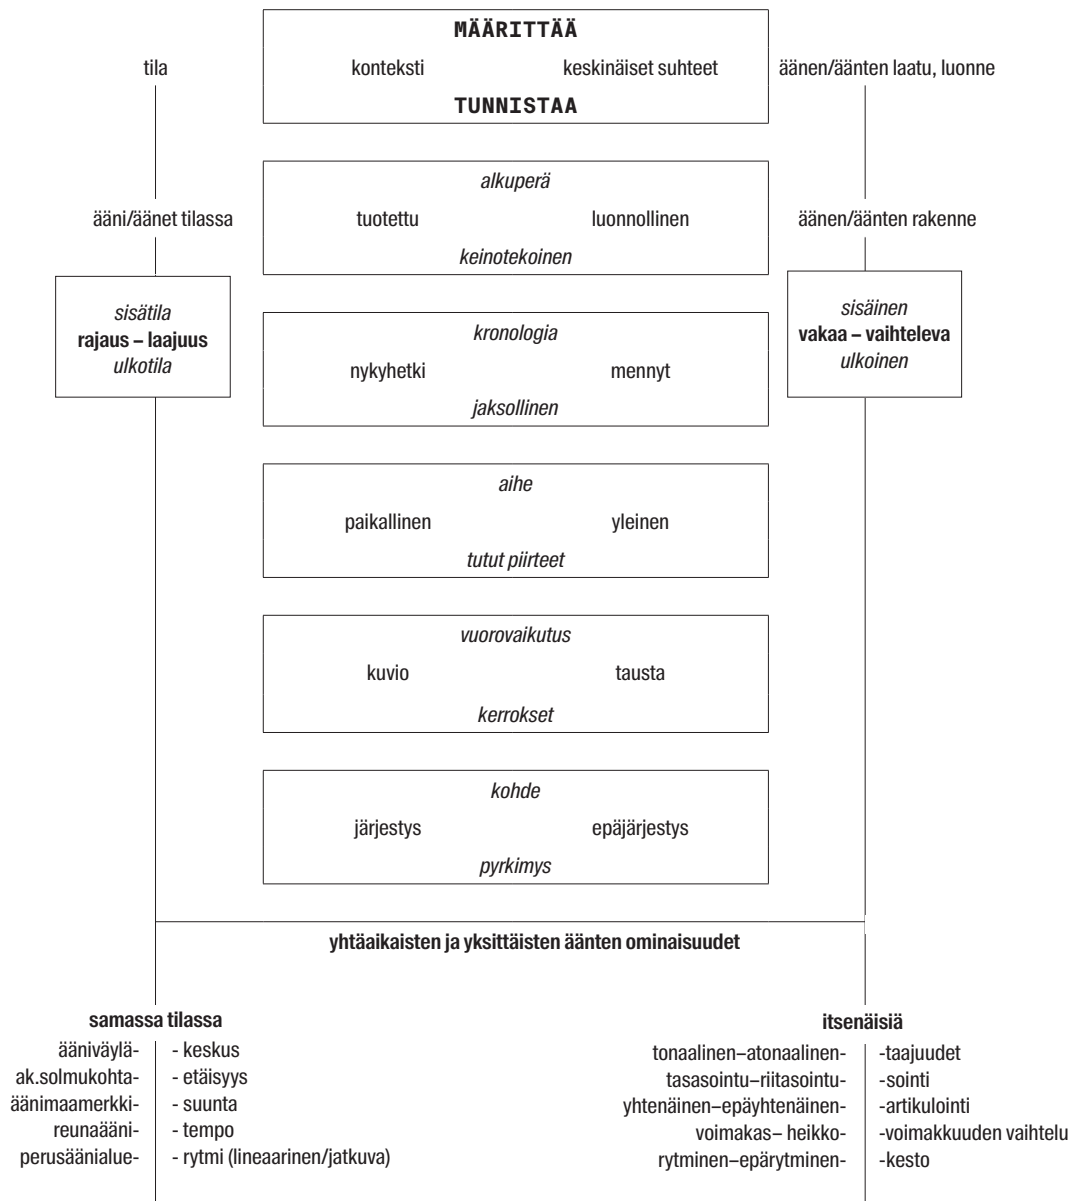 MÄÄRITTÄÄ
tila konteksti keskinäiset suhteet äänen/äänten laatu, luonne
TUNNISTAA
alkuperä
ääni/äänet tilassa tuotettu luonnollinen äänen/äänten rakenne
keinotekoinen
sisätila
rajaus – laajuus
ulkotila
sisäinen
vakaa – vaihteleva
ulkoinen
kronologia
nykyhetki mennyt
jaksollinen
aihe
paikallinen yleinen
tutut piirteet
vuorovaikutus
kuvio tausta
kerrokset
kohde
järjestys epäjärjestys
pyrkimys
yhtäaikaisten ja yksittäisten äänten ominaisuudet
samassa tilassa
ääniväylä- - keskus
ak.solmukohta- - etäisyys
äänimaamerkki- - suunta
reunaääni- - tempo
perusäänialue- - rytmi (lineaarinen/jatkuva)
itsenäisiä
tonaalinen–atonaalinen- -taajuudet
tasasointu–riitasointu- -sointi
yhtenäinen–epäyhtenäinen- -artikulointi
voimakas– heikko- -voimakkuuden vaihtelu
rytminen–epärytminen- -kesto